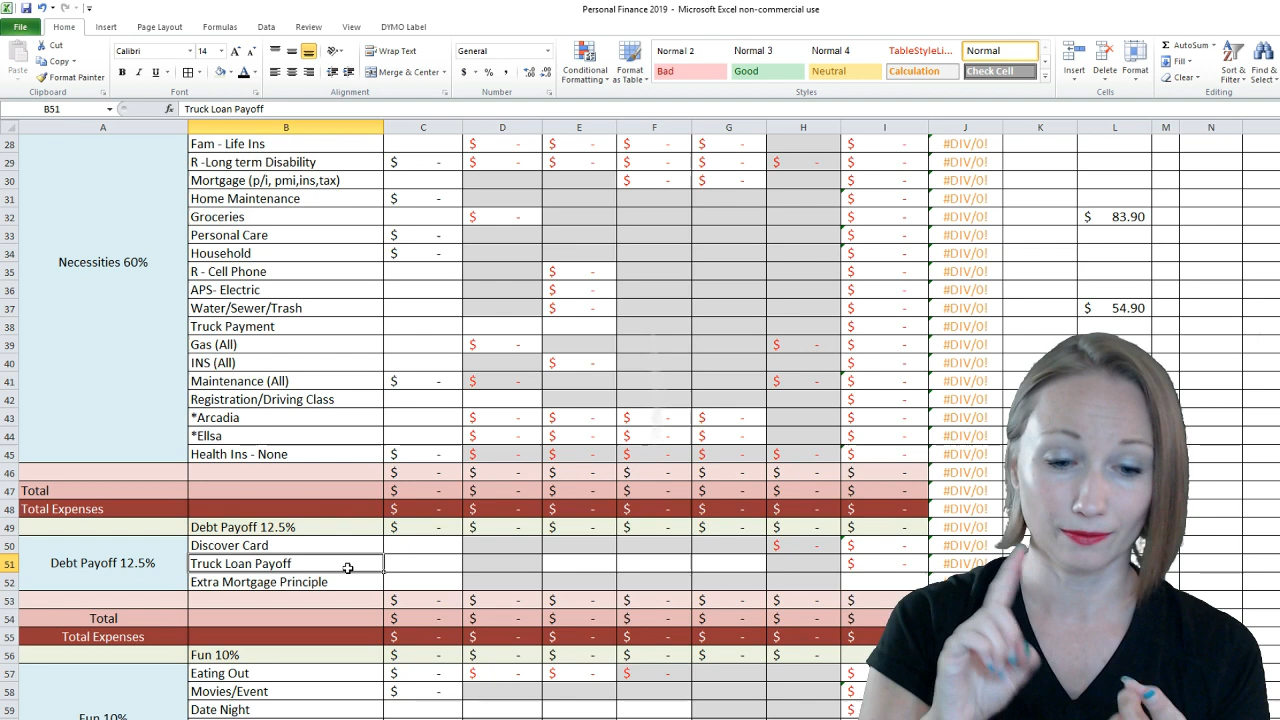 Personal Finance 2019 - Microsoft Excel non-commercial use
File Home Insert Page Layout Formulas Data Review View DYMO Label
Paste Cut Copy Format Painter Clipboard
Calibri 14 Font
Wrap Text Merge & Center Alignment
General Number
Conditional Formatting Format as Table
Normal 2 Normal 3 Normal 4 TableStyleLi... Normal
Bad Good Neutral Calculation Check Cell
Styles
Insert Delete Format Cells
AutoSum Fill Clear Sort & Filter Find & Select Editing
B51 fx Truck Loan Payoff
A B C D E F G H I J K L M N
28 Fam - Life Ins $ - $ - $ - $ - $ - #DIV/0!
29 R -Long term Disability $ - $ - $ - $ - $ - $ - $ - #DIV/0!
30 Mortgage (p/i, pmi,ins,tax) $ - $ - $ - #DIV/0!
31 Home Maintenance $ - $ - #DIV/0!
32 Groceries $ - $ - #DIV/0! $ 83.90
33 Personal Care $ - $ - #DIV/0!
34 Household $ - $ - #DIV/0!
Necessities 60%
35 R - Cell Phone $ - $ - #DIV/0!
36 APS- Electric $ - $ - #DIV/0!
37 Water/Sewer/Trash $ - $ - #DIV/0! $ 54.90
38 Truck Payment $ - #DIV/0!
39 Gas (All) $ - $ - $ - #DIV/0!
40 INS (All) $ - $ - #DIV/0!
41 Maintenance (All) $ - $ - $ - $ - #DIV/0!
42 Registration/Driving Class $ - #DIV/0!
43 *Arcadia $ - $ - $ - $ - $ - #DIV/0!
44 *Ellsa $ - $ - $ - $ - $ - #DIV/0!
45 Health Ins - None $ - $ - $ - $ - $ - $ - $ - #DIV/0!
46 $ - $ - $ - $ - $ - $ - $ - #DIV/0!
47 Total $ - $ - $ - $ - $ - $ - $ - #DIV/0!
48 Total Expenses $ - $ - $ - $ - $ - $ - $ - #DIV/0!
49 Debt Payoff 12.5% $ - $ - $ - $ - $ - $ - $ - #DIV/0!
50 Discover Card $ - $ - #DIV/0!
51 Debt Payoff 12.5% Truck Loan Payoff $ - #DIV/0!
52 Extra Mortgage Principle
53 $ - $ - $ - $ - $ - $ - $
54 Total $ - $ - $ - $ - $ - $ - $
55 Total Expenses $ - $ - $ - $ - $ - $ - $
56 Fun 10% $ - $ - $ - $ - $ - $ - $
57 Eating Out $ - $ - $ - $ - $
58 Movies/Event $ - $
59 Date Night $
Fun 10%